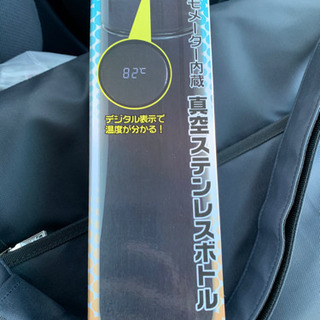 82℃
デジタル表示で
温度が分かる!
モメーター内蔵
真空ステンレスボトル